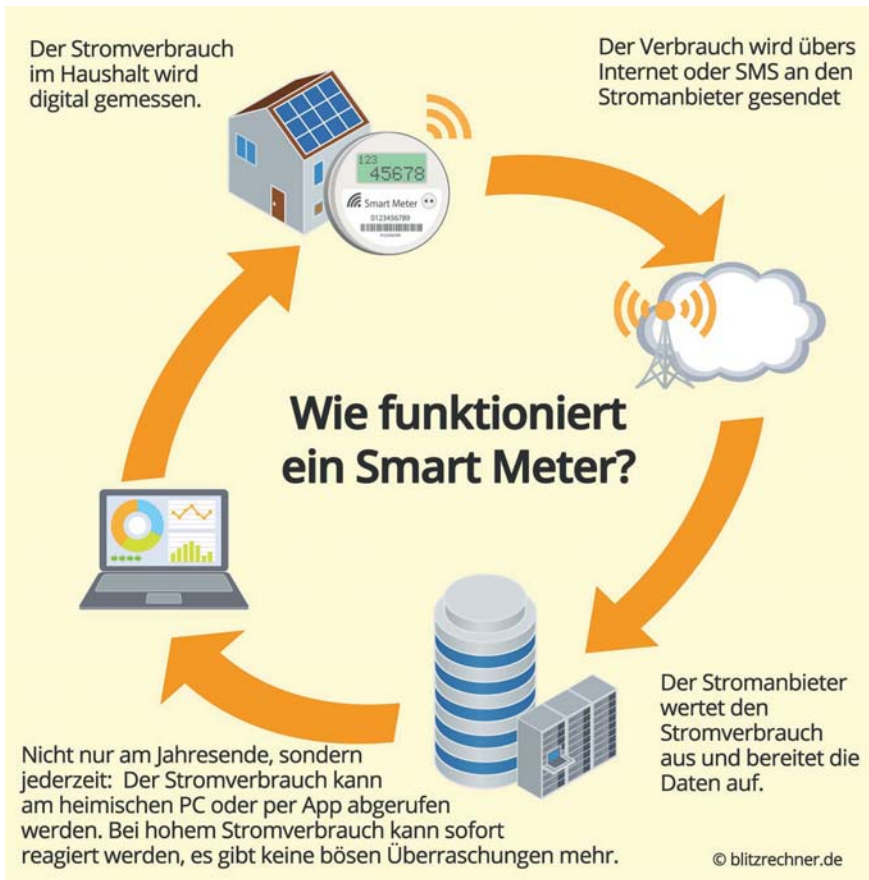 Der Stromverbrauch
im Haushalt wird
digital gemessen.
Der Verbrauch wird übers
Internet oder SMS an den
Stromanbieter gesendet
123
45678
Smart Meter
0123456789
Wie funktioniert
ein Smart Meter?
Der Stromanbieter
wertet den
Stromverbrauch
aus und bereitet die
Daten auf.
Nicht nur am Jahresende, sondern
jederzeit: Der Stromverbrauch kann
am heimischen PC oder per App abgerufen
werden. Bei hohem Stromverbrauch kann sofort
reagiert werden, es gibt keine bösen Überraschungen mehr.
© blitzrechner.de